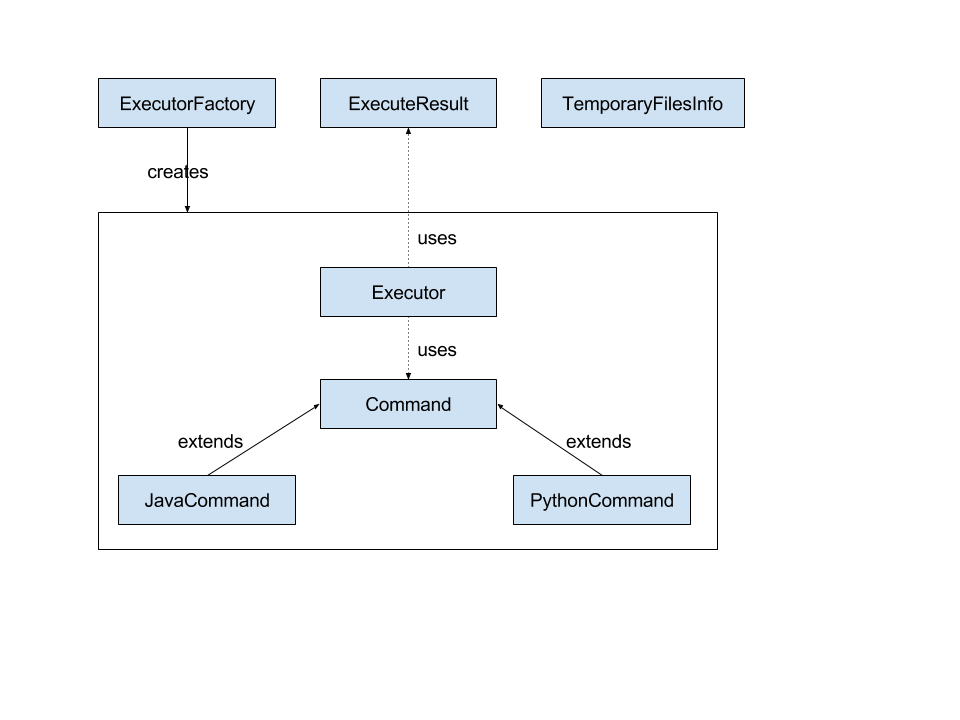 ExecutorFactory
ExecuteResult
TemporaryFilesInfo
creates
uses
Executor
uses
Command
extends
extends
JavaCommand
PythonCommand